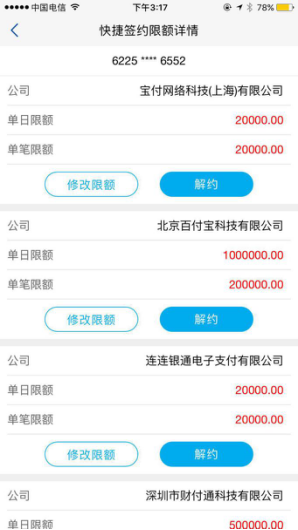 中国电信 下午3:17 78%
快捷签约限额详情
6225 **** 6552
公司 宝付网络科技(上海)有限公司
单日限额 20000.00
单笔限额 20000.00
修改限额 解约
公司 北京百付宝科技有限公司
单日限额 1000000.00
单笔限额 200000.00
修改限额 解约
公司 连连银通电子支付有限公司
单日限额 20000.00
单笔限额 20000.00
修改限额 解约
公司 深圳市财付通科技有限公司
单日限额 500000.00